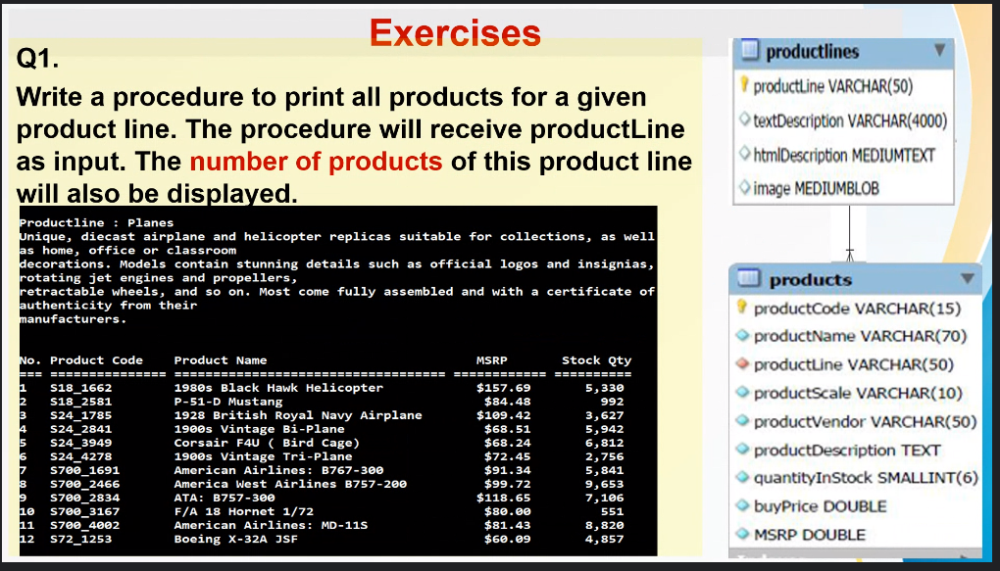 Exercises
Q1.
Write a procedure to print all products for a given
product line. The procedure will receive productLine
as input. The number of products of this product line
will also be displayed.
Productline : Planes
Unique, diecast airplane and helicopter replicas suitable for collections, as well
as home, office or classroom
decorations. Models contain stunning details such as official logos and insignias,
rotating jet engines and propellers,
retractable wheels, and so on. Most come fully assembled and with a certificate of
authenticity from their
manufacturers.
No. Product Code Product Name MSRP Stock Qty
=== =============== =================================== ============ ==========
1 S18_1662 1980s Black Hawk Helicopter $157.69 5,330
2 S18_2581 P-51-D Mustang $84.48 992
3 S24_1785 1928 British Royal Navy Airplane $109.42 3,627
4 S24_2841 1900s Vintage Bi-Plane $68.51 5,942
5 S24_3949 Corsair F4U ( Bird Cage) $68.24 6,812
6 S24_4278 1900s Vintage Tri-Plane $72.45 2,756
7 S700_1691 American Airlines: B767-300 $91.34 5,841
8 S700_2466 America West Airlines B757-200 $99.72 9,653
9 S700_2834 ATA: B757-300 $118.65 7,106
10 S700_3167 F/A 18 Hornet 1/72 $80.00 551
11 S700_4002 American Airlines: MD-11S $81.43 8,820
12 S72_1253 Boeing X-32A JSF $60.09 4,857
productlines
productLine VARCHAR(50)
textDescription VARCHAR(4000)
htmlDescription MEDIUMTEXT
image MEDIUMBLOB
products
productCode VARCHAR(15)
productName VARCHAR(70)
productLine VARCHAR(50)
productScale VARCHAR(10)
productVendor VARCHAR(50)
productDescription TEXT
quantityInStock SMALLINT(6)
buyPrice DOUBLE
MSRP DOUBLE